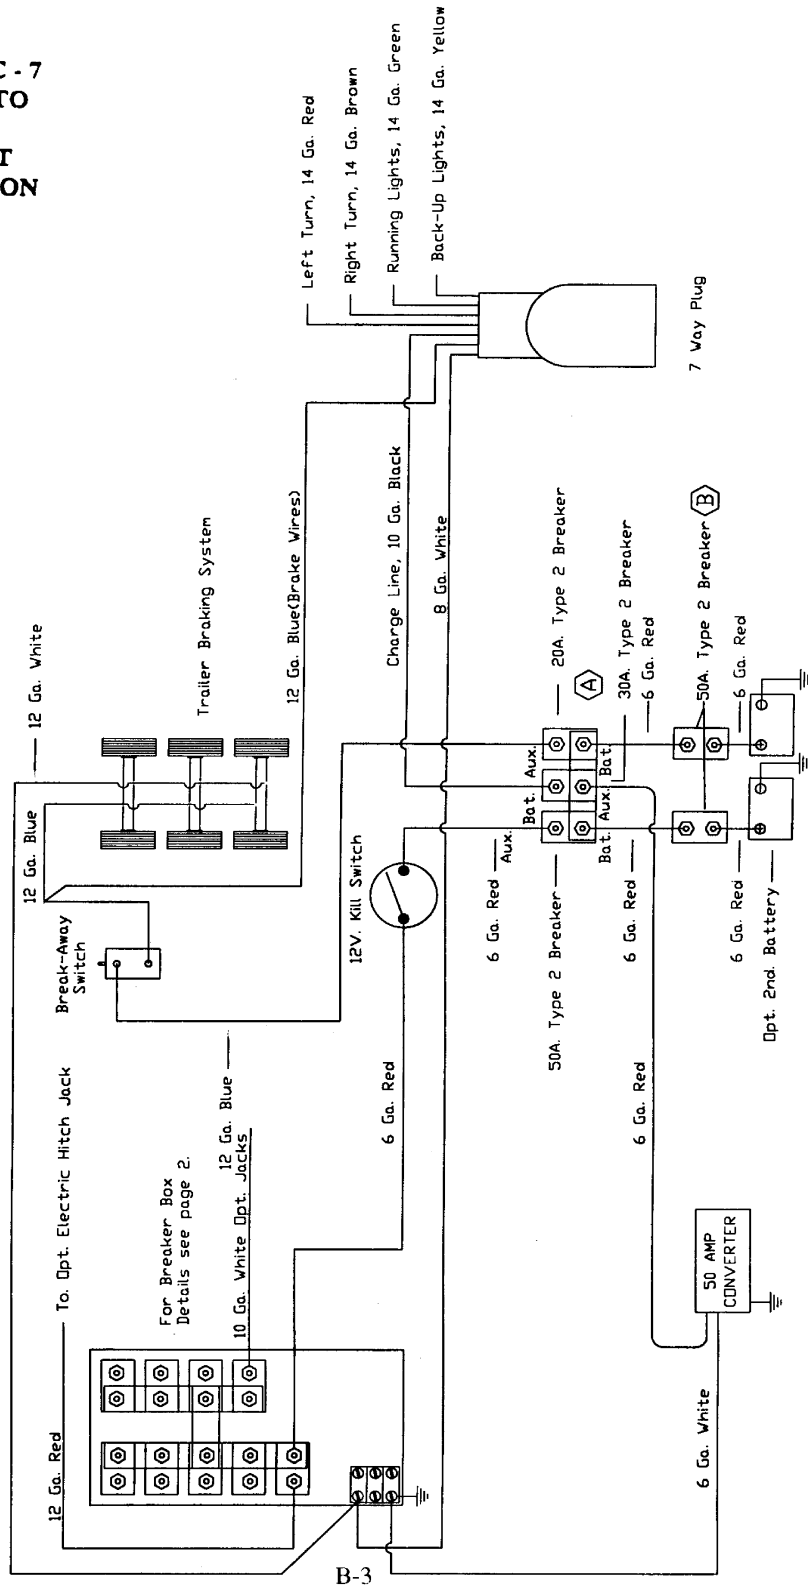 C - 7
TO
T
ON
Left Turn, 14 Ga. Red
Right Turn, 14 Ga. Brown
Running Lights, 14 Ga. Green
Back-Up Lights, 14 Ga. Yellow
7 Way Plug
12 Ga. White
Trailer Braking System
12 Ga. Blue(Brake Wires)
Charge Line, 10 Ga. Black
8 Ga. White
12 Ga. Blue
Break-Away
Switch
12V. Kill Switch
20A. Type 2 Breaker
A
30A. Type 2 Breaker
6 Ga. Red
50A. Type 2 Breaker
B
6 Ga. Red
Aux.
Bat.
Bat.
Aux.
Aux.
Bat.
6 Ga. Red
50A. Type 2 Breaker
6 Ga. Red
6 Ga. Red
Opt. 2nd. Battery
To. Opt. Electric Hitch Jack
12 Ga. Blue
10 Ga. White Opt. Jacks
For Breaker Box
Details see page 2.
6 Ga. Red
6 Ga. Red
12 Ga. Red
50 AMP
CONVERTER
6 Ga. White
B-3